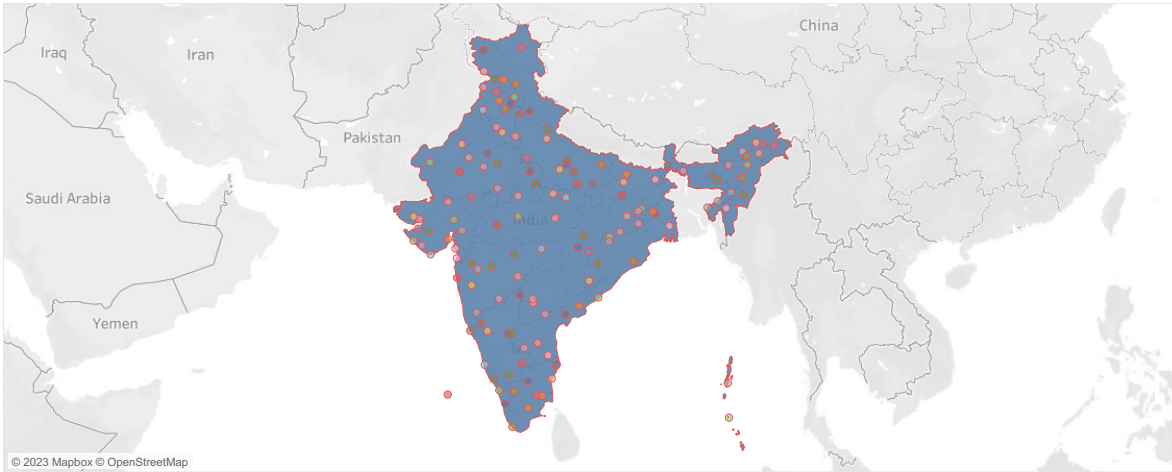 China
Iraq
Iran
Pakistan
Saudi Arabia
India
Yemen
© 2023 Mapbox © OpenStreetMap